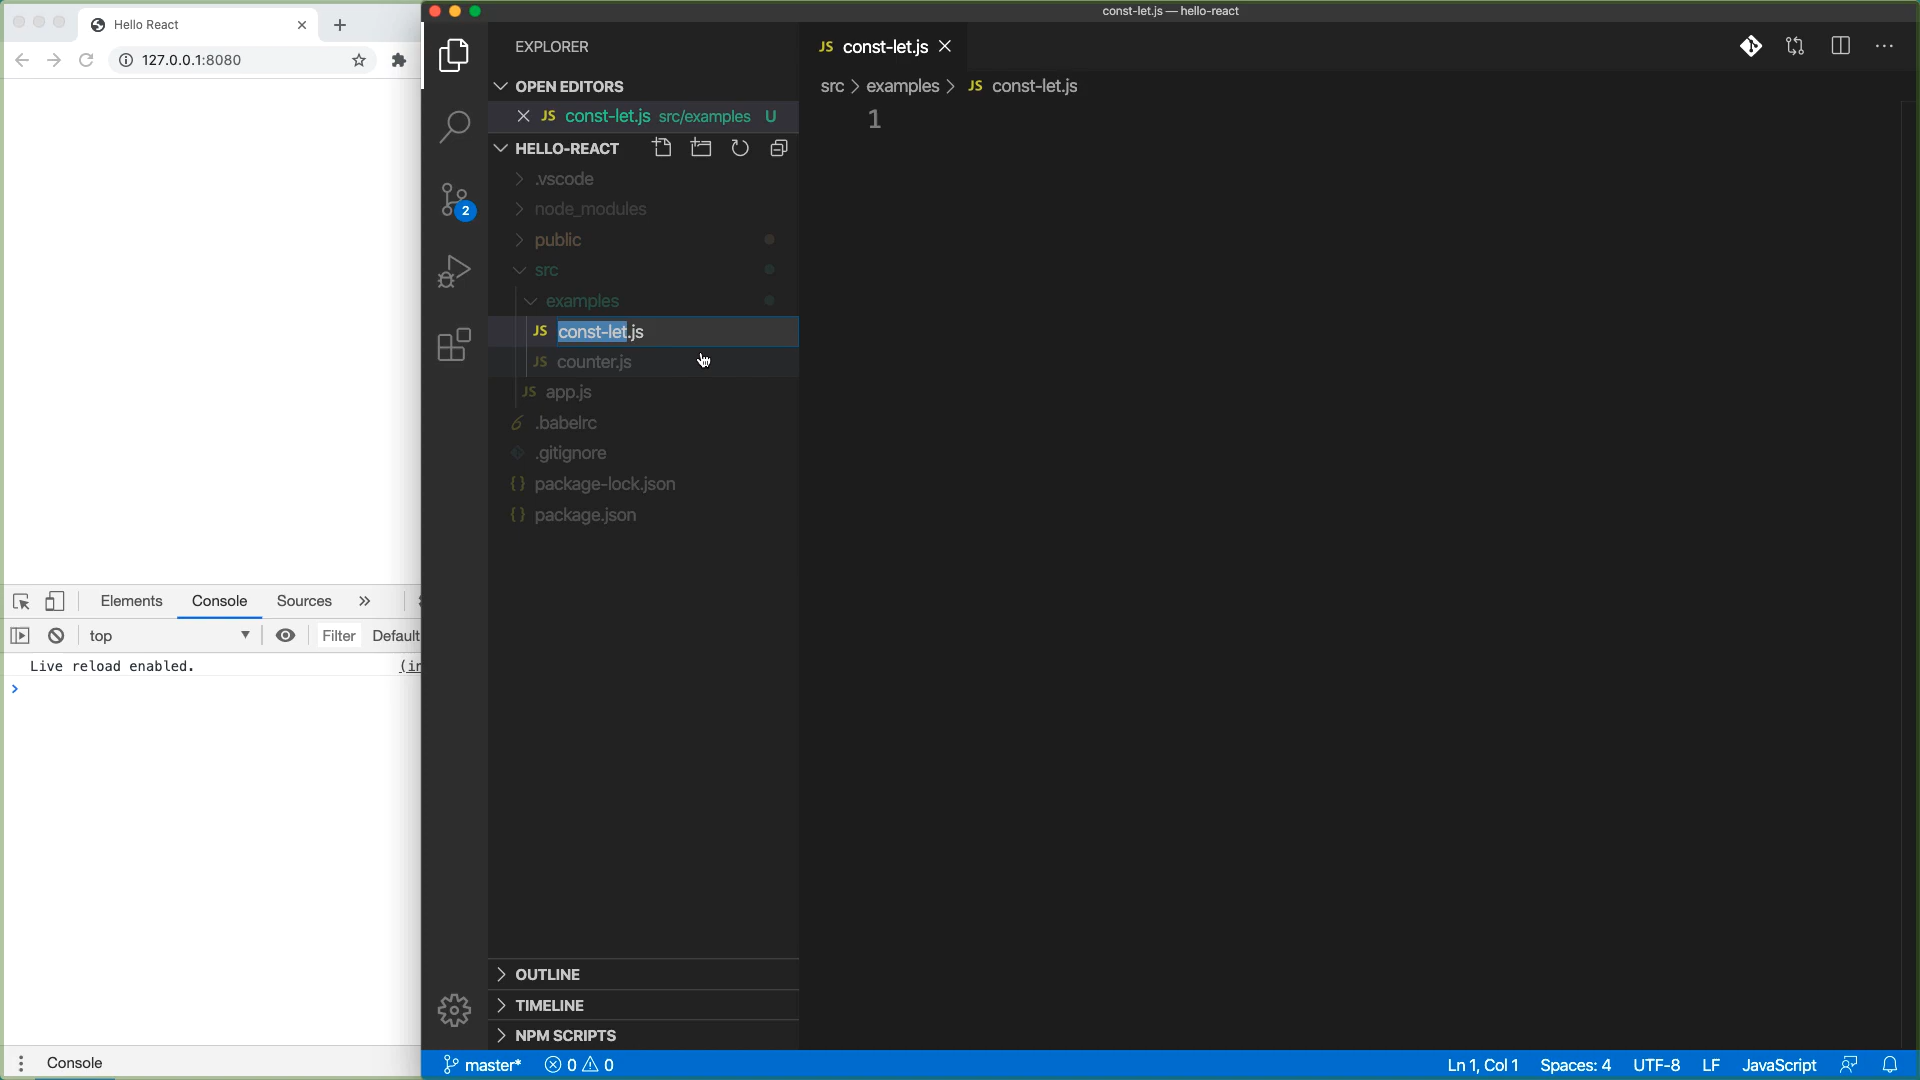 Hello React
127.0.0.1:8080
Elements
Console
Sources
top
Filter
Default
Live reload enabled.
(in
Console
const-let.js — hello-react
EXPLORER
OPEN EDITORS
JS const-let.js src/examples U
HELLO-REACT
.vscode
node_modules
public
src
examples
JS const-let.js
JS counter.js
JS app.js
.babelrc
.gitignore
{} package-lock.json
{} package.json
OUTLINE
TIMELINE
NPM SCRIPTS
2
JS const-let.js
src > examples > JS const-let.js
1
master* 0 0
Ln 1, Col 1 Spaces: 4 UTF-8 LF JavaScript